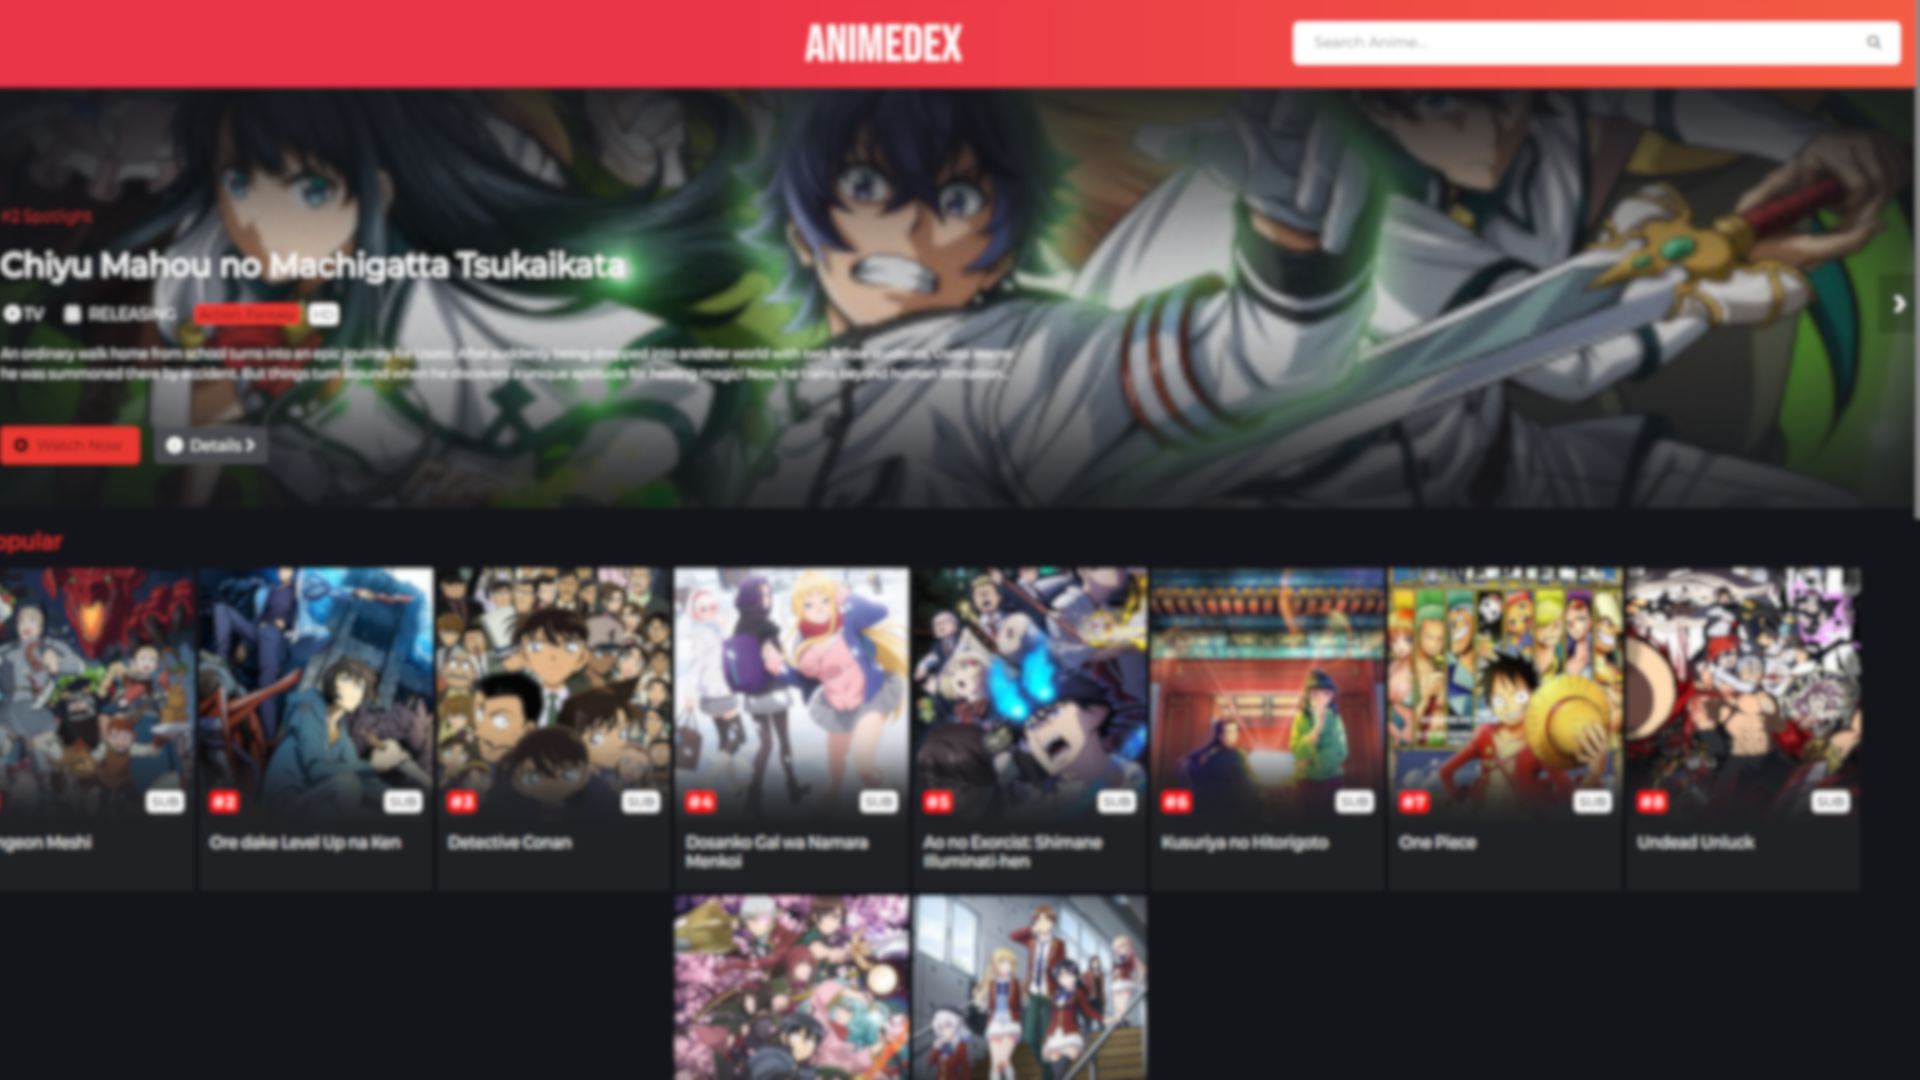 ANIMEDEX
Search Anime...
#2 Spotlight
Chiyu Mahou no Machigatta Tsukaikata
TV RELEASING Action, Fantasy HD
An ordinary walk home from school turns into an epic journey for Usato. After suddenly being dropped into another world with two fellow students,
he was summoned there by accident. But things turn around when he discovers a unique aptitude for healing magic! Now, he trains beyond human limitations...
Watch Now Details
opular
SUB #2 SUB #3 SUB #4 SUB #5 SUB #6 SUB #7 SUB #8 SUB
ngeon Meshi
Ore dake Level Up na Ken
Detective Conan
Dosanko Gal wa Namara
Menkoi
Ao no Exorcist: Shimane
Illuminati-hen
Kusuriya no Hitorigoto
One Piece
Undead Unluck